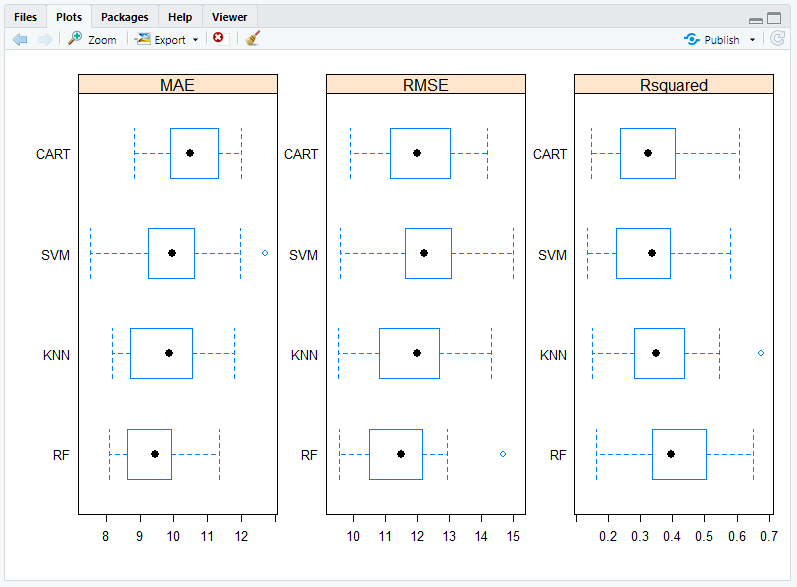 Files Plots Packages Help Viewer
Zoom Export Publish
MAE RMSE Rsquared
CART CART CART
SVM SVM SVM
KNN KNN KNN
RF RF RF
8 9 10 11 12 10 11 12 13 14 15 0.2 0.3 0.4 0.5 0.6 0.7